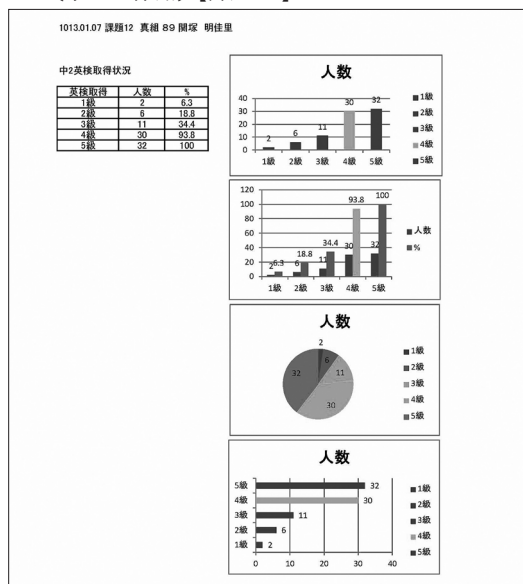 1013.01.07 課題12 真組 89 関塚 明佳里
中2英検取得状況
英検取得 人数 %
1級 2 6.3
2級 6 18.8
3級 11 34.4
4級 30 93.8
5級 32 100
人数
40
30
20
10
0
2
6
11
30
32
1級 2級 3級 4級 5級
1級
2級
3級
4級
5級
120
100
80
60
40
20
0
2 6.3
6 18.8
11 34.4
30 93.8
32 100
1級 2級 3級 4級 5級
人数
%
人数
2
6
11
30
32
1級
2級
3級
4級
5級
人数
5級 32
4級 30
3級 11
2級 6
1級 2
0 10 20 30 40
1級
2級
3級
4級
5級